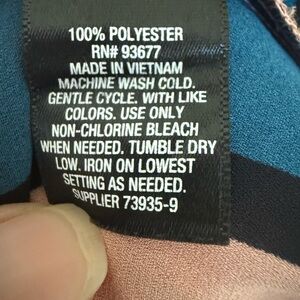 100% POLYESTER
RN# 93677
MADE IN VIETNAM
MACHINE WASH COLD.
GENTLE CYCLE. WITH LIKE
COLORS. USE ONLY
NON-CHLORINE BLEACH
WHEN NEEDED. TUMBLE DRY
LOW. IRON ON LOWEST
SETTING AS NEEDED.
SUPPLIER 73935-9